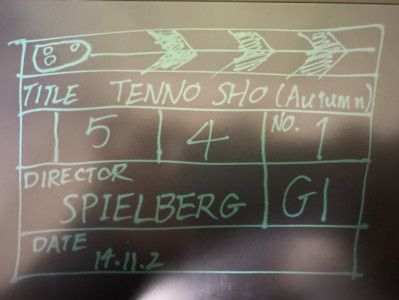 TITLE TENNO SHO (Autumn)
5 4 NO. 1
DIRECTOR
SPIELBERG G1
DATE
14.11.2